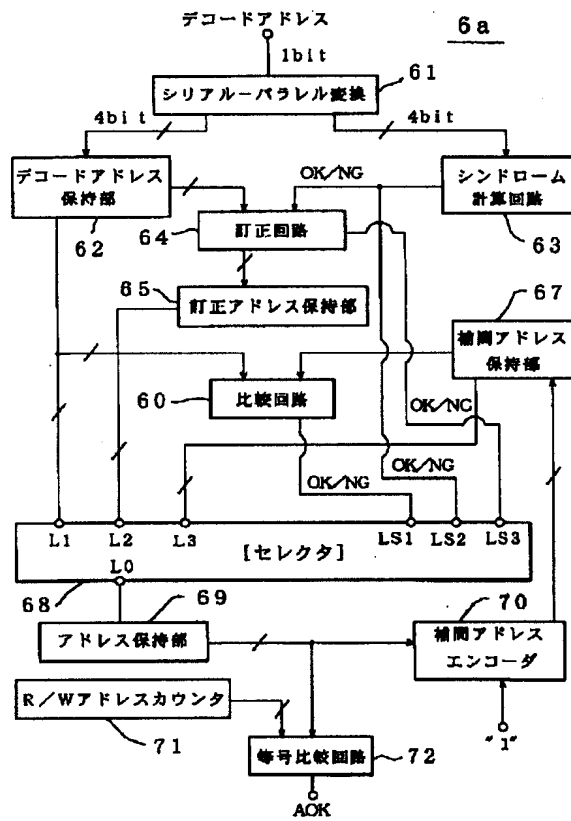 デコードアドレス
6a
1bit
61
シリアル－パラレル変換
4bit
4bit
デコードアドレス
保持部
62
OK/NG
シンドローム
計算回路
63
64
訂正回路
65
訂正アドレス保持部
67
補間アドレス
保持部
60
比較回路
OK/NG
OK/NG
OK/NG
L1
L2
L3
[セレクタ]
LS1
LS2
LS3
L0
68
69
アドレス保持部
70
補間アドレス
エンコーダ
R/Wアドレスカウンタ
71
"1"
等号比較回路
72
AOK